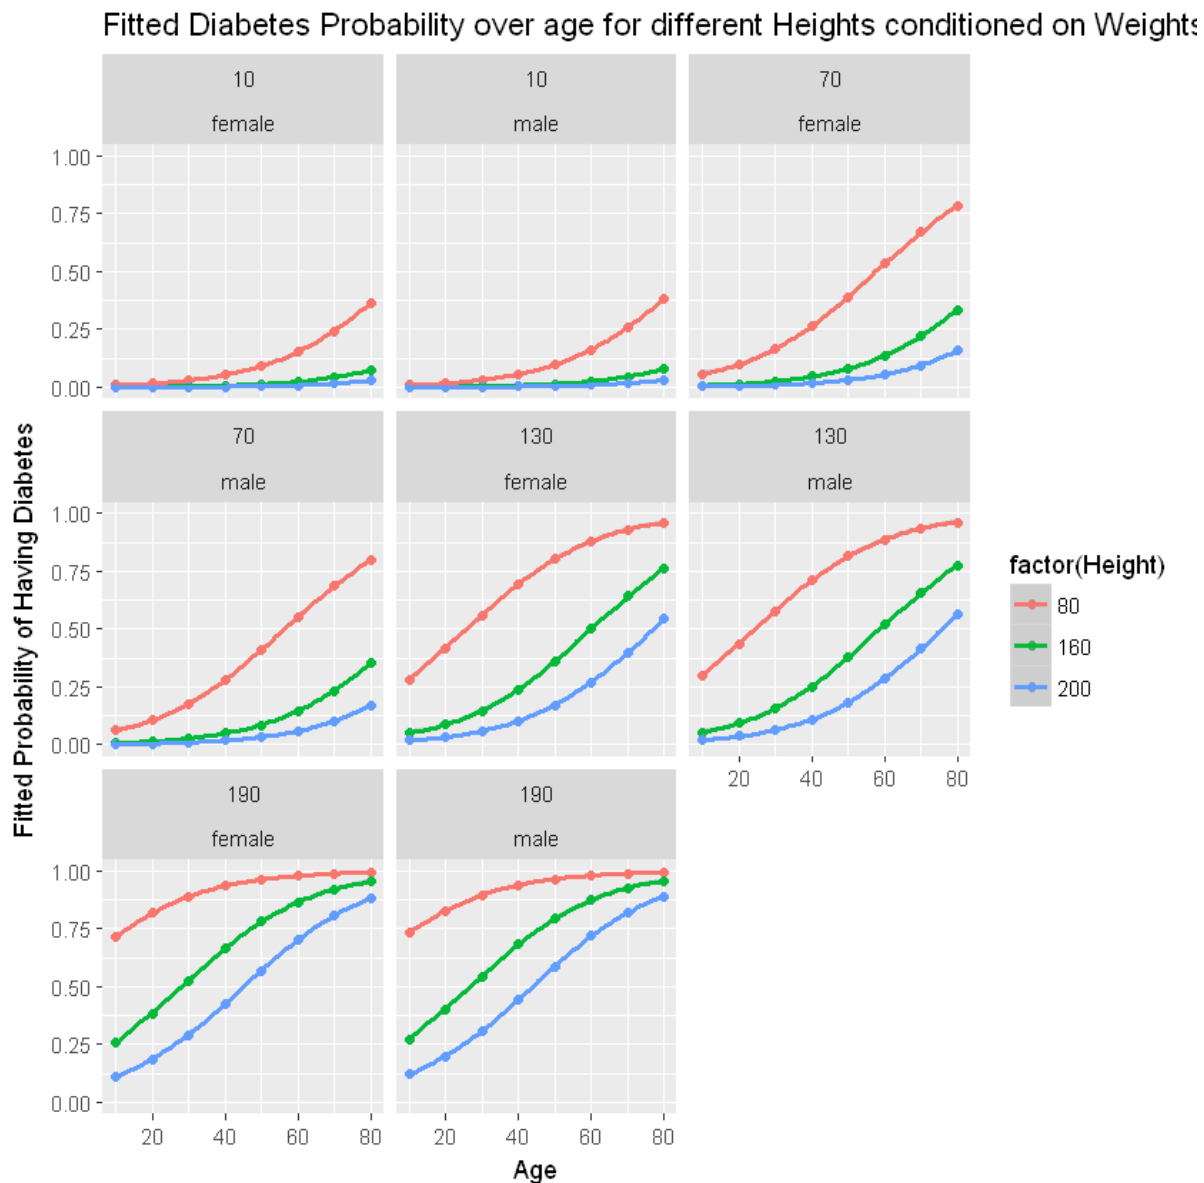 Fitted Diabetes Probability over age for different Heights conditioned on Weights
10
female
10
male
70
female
1.00
0.75
0.50
0.25
0.00
70
male
130
female
130
male
1.00
0.75
0.50
0.25
0.00
20 40 60 80
190
female
190
male
1.00
0.75
0.50
0.25
0.00
20 40 60 80
20 40 60 80
Age
Fitted Probability of Having Diabetes
factor(Height)
80
160
200